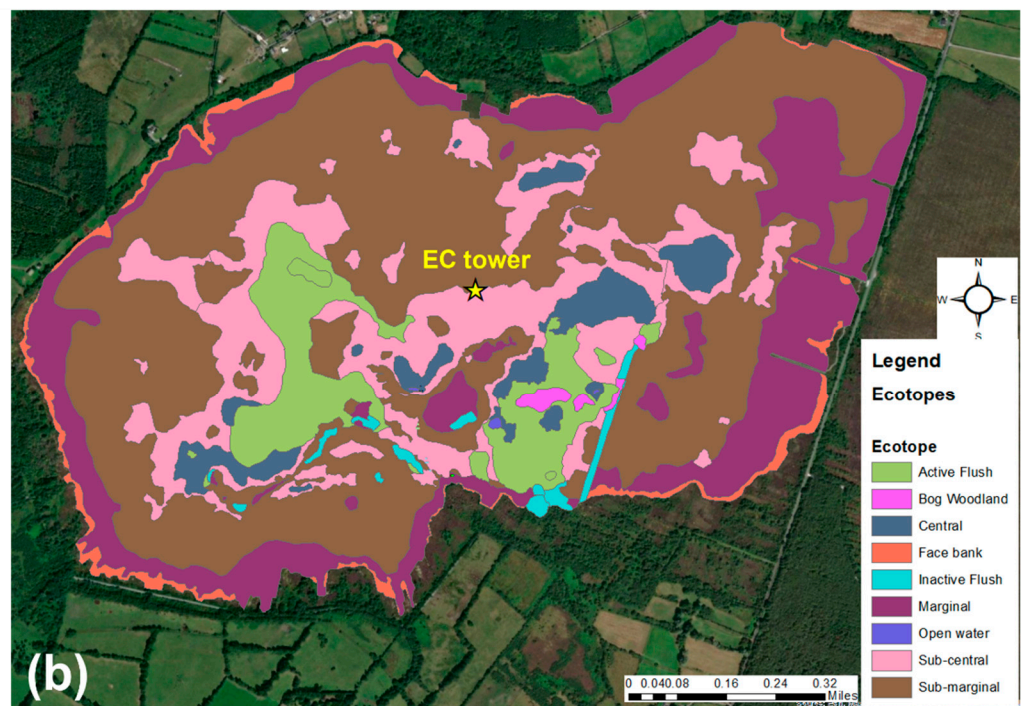 EC tower
N
W
E
S
Legend
Ecotopes
Ecotope
Active Flush
Bog Woodland
Central
Face bank
Inactive Flush
Marginal
Open water
Sub-central
Sub-marginal
(b)
0 0.040.08 0.16 0.24 0.32
Miles